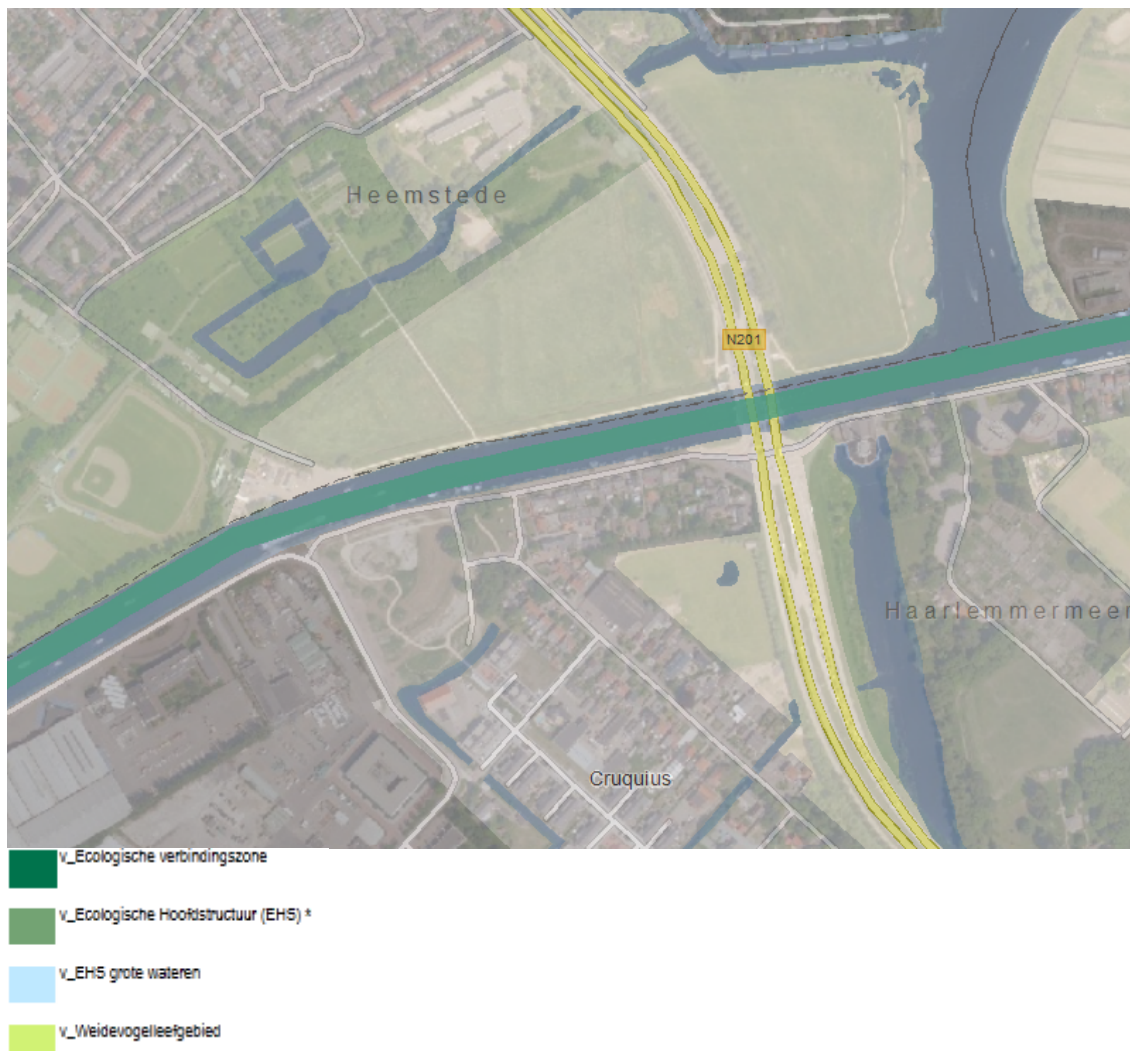 Heemstede
N201
Haarlemmermeer
Cruquius
v_Ecologische verbindingszone
v_Ecologische Hoofdstructuur (EHS) *
v_EHS grote wateren
v_Weidevogelleefgebied